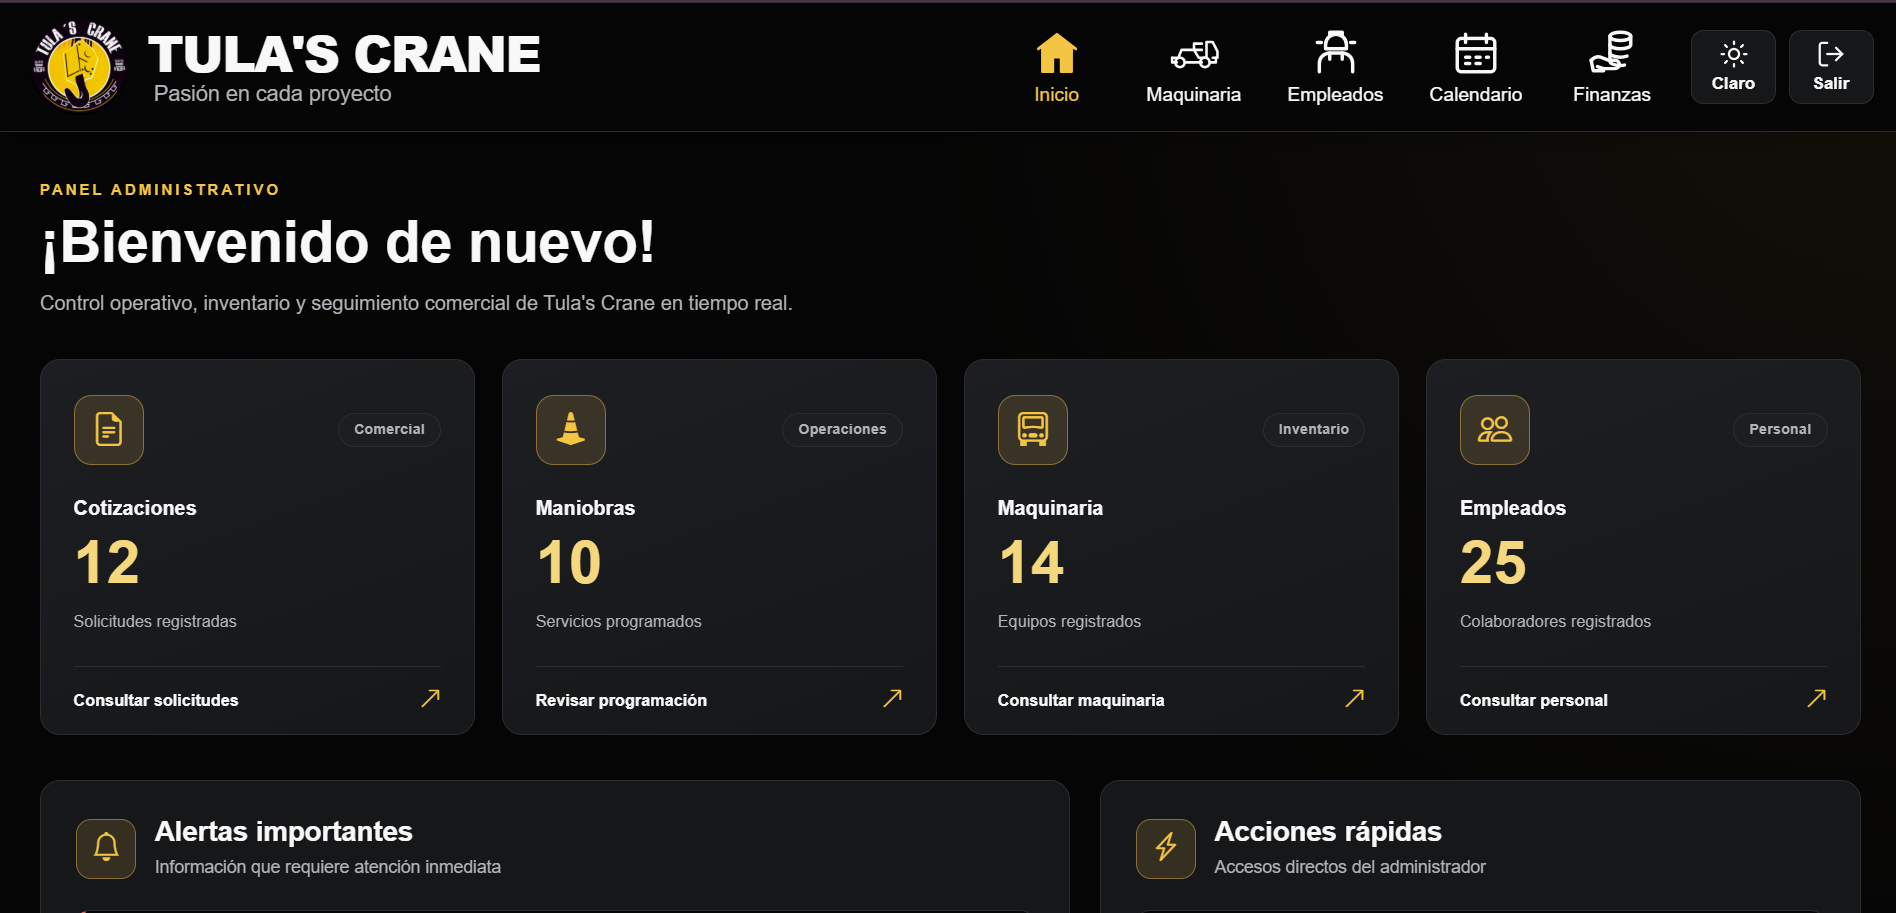 TULA'S CRANE
TULA'S CRANE
Pasión en cada proyecto
Inicio
Maquinaria
Empleados
Calendario
Finanzas
Claro
Salir
PANEL ADMINISTRATIVO
¡Bienvenido de nuevo!
Control operativo, inventario y seguimiento comercial de Tula's Crane en tiempo real.
Comercial
Cotizaciones
12
Solicitudes registradas
Consultar solicitudes
Operaciones
Maniobras
10
Servicios programados
Revisar programación
Inventario
Maquinaria
14
Equipos registrados
Consultar maquinaria
Personal
Empleados
25
Colaboradores registrados
Consultar personal
Alertas importantes
Información que requiere atención inmediata
Acciones rápidas
Accesos directos del administrador